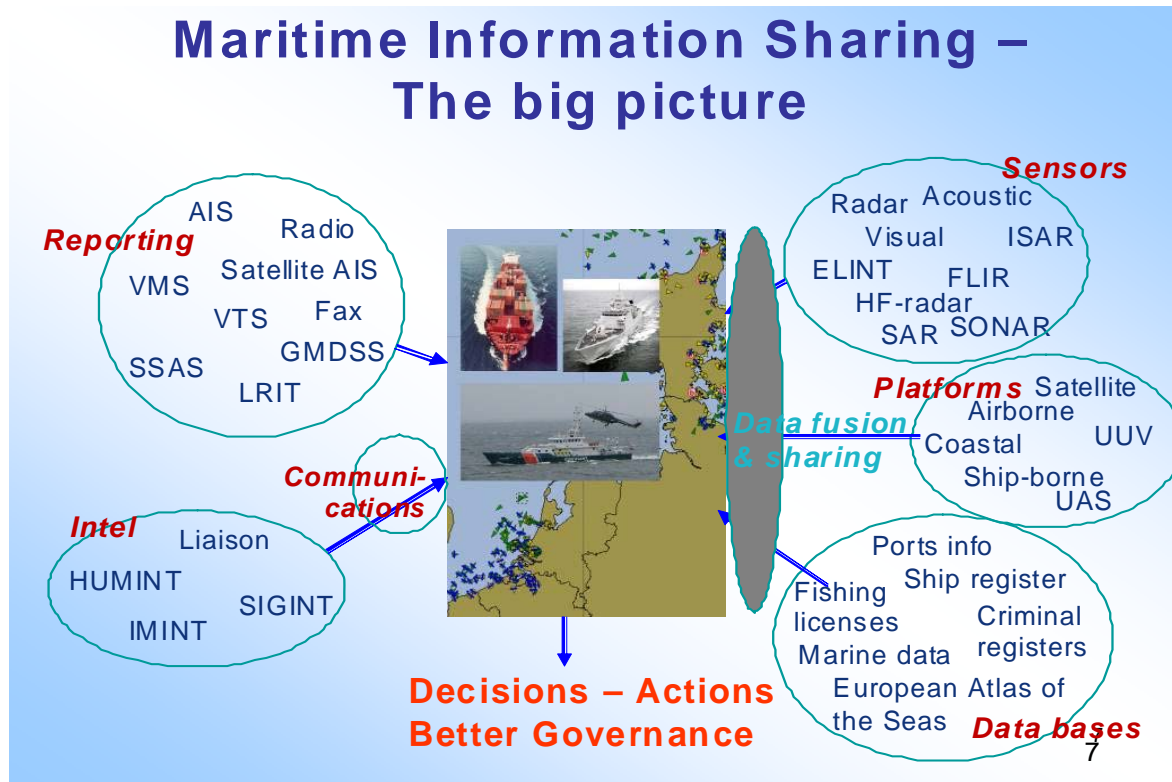 Maritime Information Sharing –
The big picture
Reporting
AIS
Radio
Satellite AIS
VMS
VTS
Fax
SSAS
GMDSS
LRIT
Communi-
cations
Intel
Liaison
HUMINT
SIGINT
IMINT
Sensors
Radar
Acoustic
Visual
ISAR
ELINT
FLIR
HF-radar
SAR
SONAR
Platforms
Satellite
Airborne
Coastal
UUV
Ship-borne
UAS
Data fusion
& sharing
Ports info
Ship register
Fishing
licenses
Criminal
registers
Marine data
European Atlas of
the Seas
Data bases
Decisions – Actions
Better Governance
7